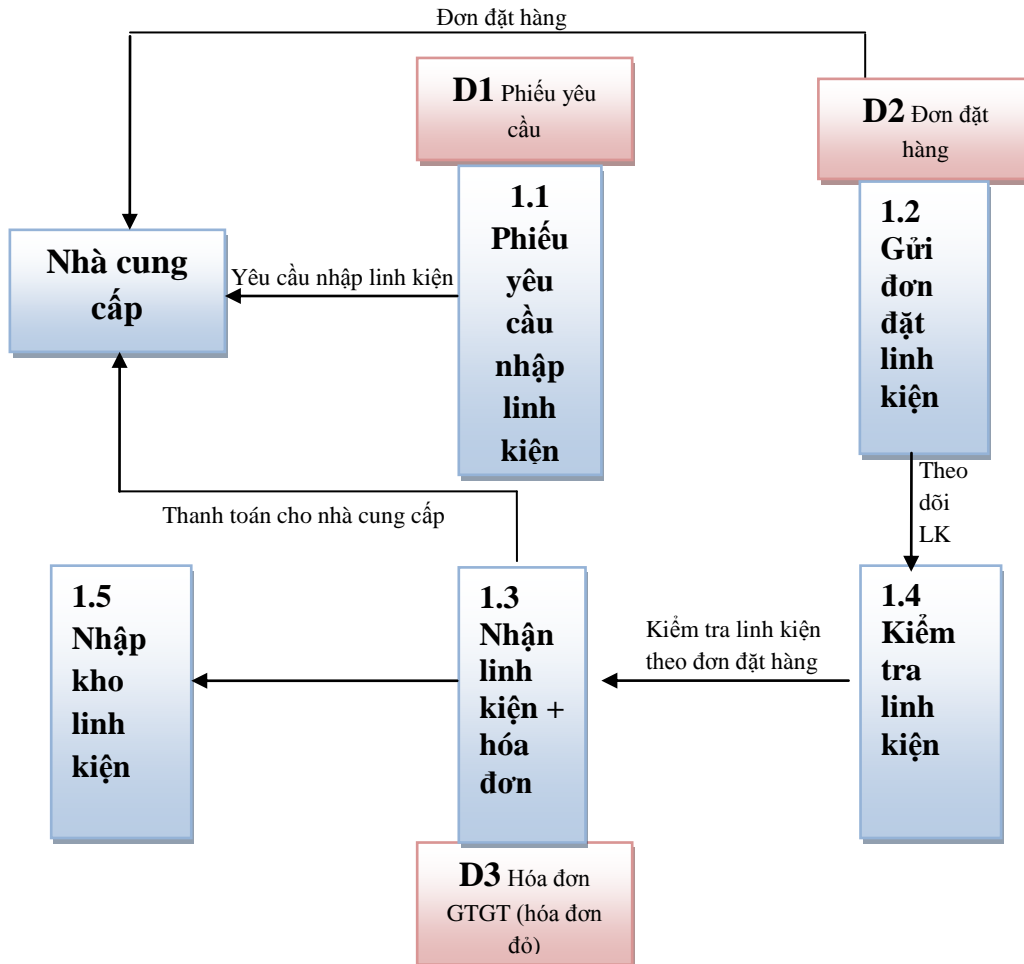 Đơn đặt hàng
D1 Phiếu yêu
cầu
D2 Đơn đặt
hàng
1.1
Phiếu
yêu
cầu
nhập
linh
kiện
1.2
Gửi
đơn
đặt
linh
kiện
Nhà cung
cấp
Yêu cầu nhập linh kiện
Theo
dõi
LK
Thanh toán cho nhà cung cấp
1.5
Nhập
kho
linh
kiện
1.3
Nhận
linh
kiện +
hóa
đơn
Kiểm tra linh kiện
theo đơn đặt hàng
1.4
Kiểm
tra
linh
kiện
D3 Hóa đơn
GTGT (hóa đơn
đỏ)